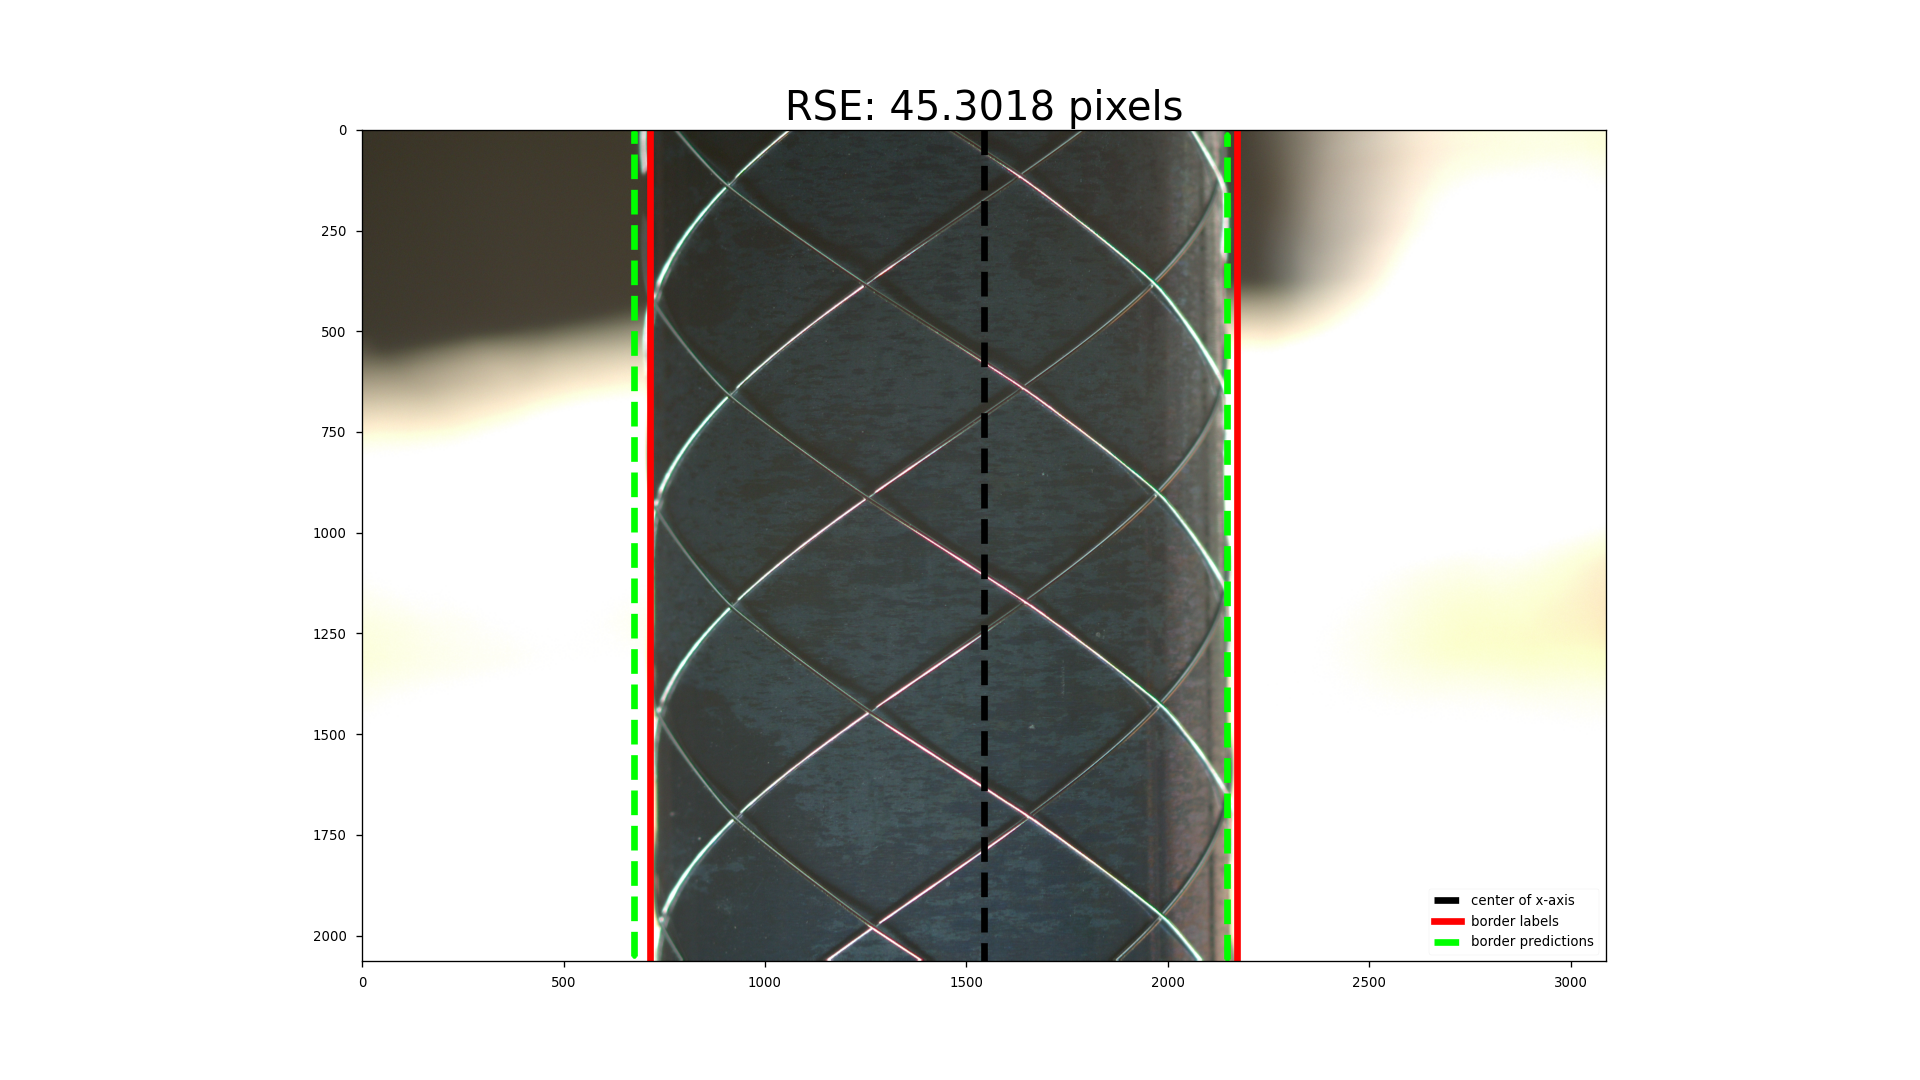 RSE: 45.3018 pixels
0
250
500
750
1000
1250
1500
1750
2000
0 500 1000 1500 2000 2500 3000
center of x-axis
border labels
border predictions